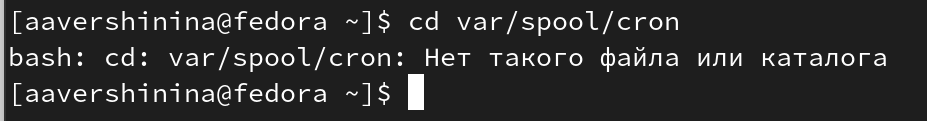 [aavershinina@fedora ~]$ cd var/spool/cron
bash: cd: var/spool/cron: Нет такого файла или каталога
[aavershinina@fedora ~]$